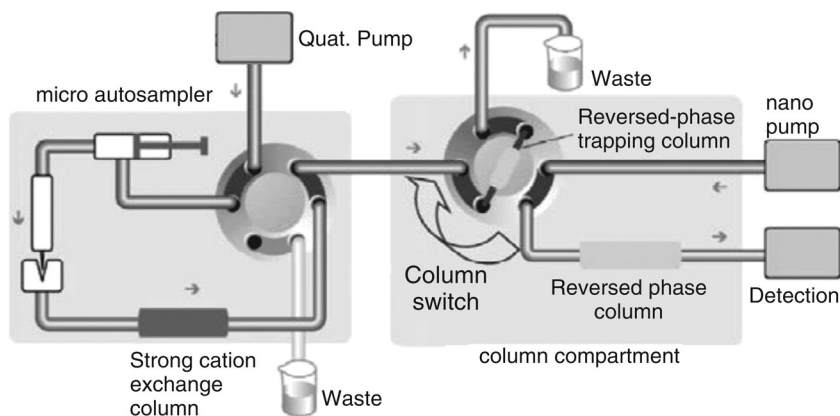 Quat. Pump
micro autosampler
Waste
Reversed-phase
trapping column
nano
pump
Column
switch
Reversed phase
column
Detection
Strong cation
exchange
column
Waste
column compartment